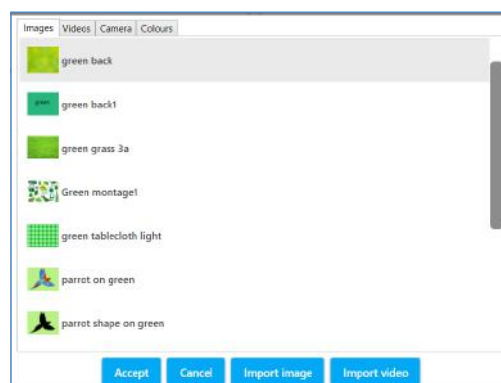 Images Videos Camera Colours
green back
green
green back1
green grass 3a
Green montage1
green tablecloth light
parrot on green
parrot shape on green
Accept Cancel Import image Import video